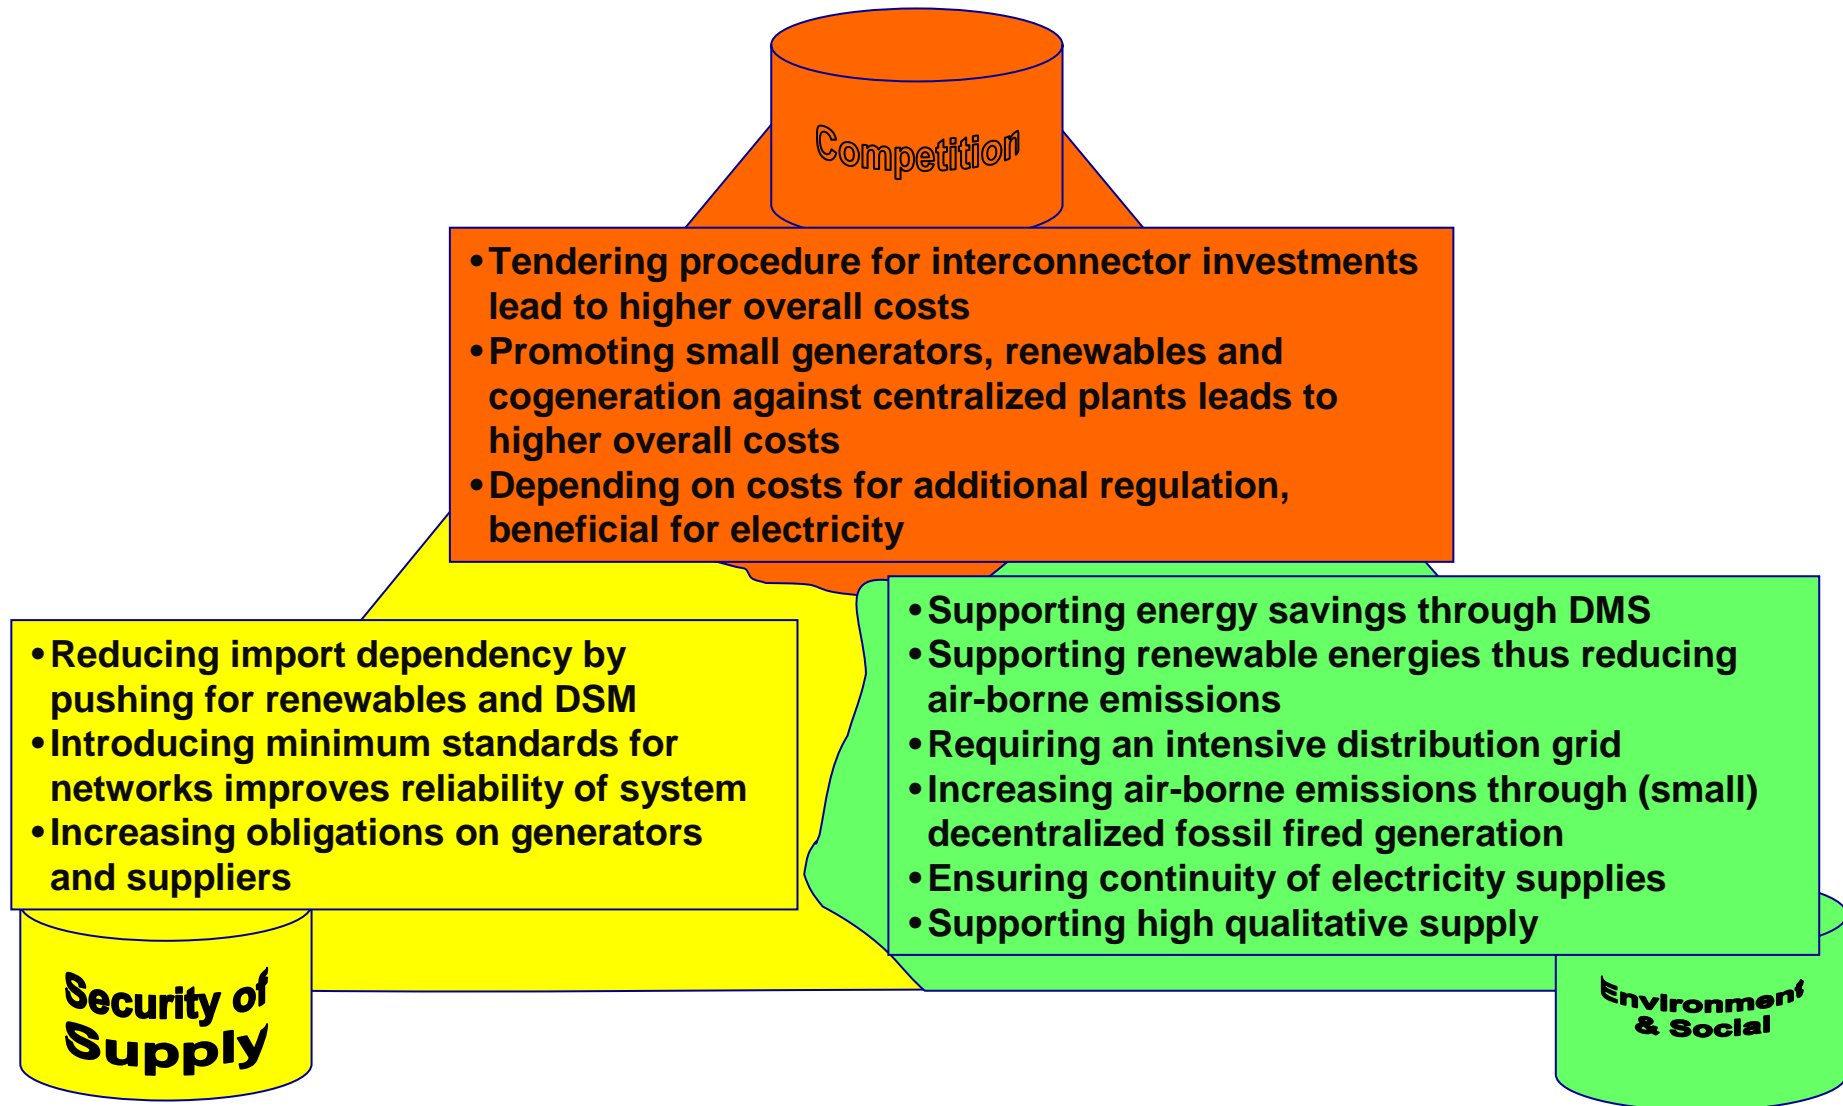 Competition
•Tendering procedure for interconnector investments
lead to higher overall costs
•Promoting small generators, renewables and
cogeneration against centralized plants leads to
higher overall costs
•Depending on costs for additional regulation,
beneficial for electricity
•Reducing import dependency by
pushing for renewables and DSM
•Introducing minimum standards for
networks improves reliability of system
•Increasing obligations on generators
and suppliers
Security of
Supply
•Supporting energy savings through DMS
•Supporting renewable energies thus reducing
air-borne emissions
•Requiring an intensive distribution grid
•Increasing air-borne emissions through (small)
decentralized fossil fired generation
•Ensuring continuity of electricity supplies
•Supporting high qualitative supply
Environment
& Social